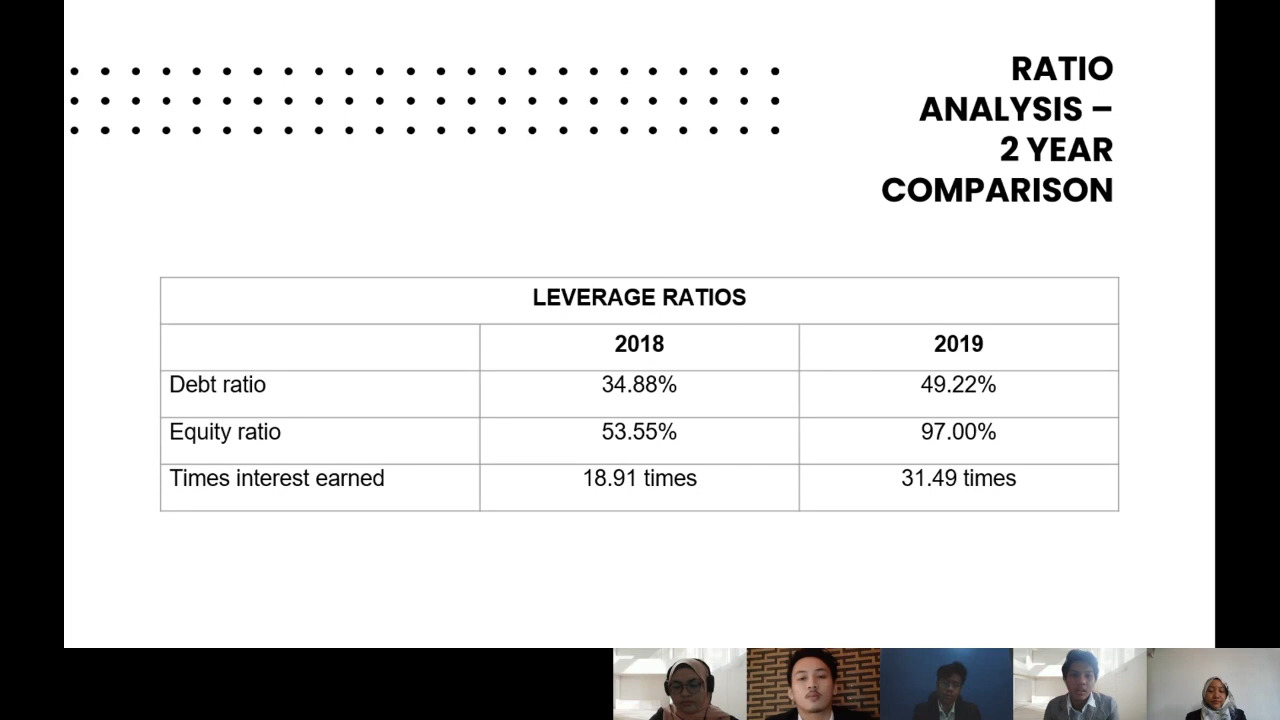 RATIO
ANALYSIS –
2 YEAR
COMPARISON
LEVERAGE RATIOS
2018 2019
Debt ratio 34.88% 49.22%
Equity ratio 53.55% 97.00%
Times interest earned 18.91 times 31.49 times